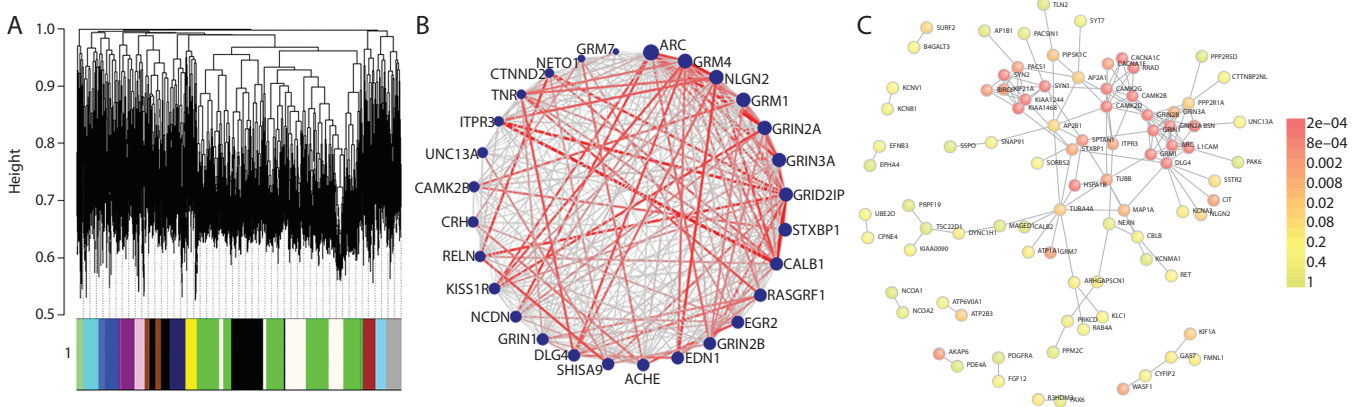 A
1.0
0.9
0.8
0.7
0.6
0.5
Height
1
B
ARC
GRM4
NLGN2
GRM1
GRIN2A
GRIN3A
GRID2IP
STXBP1
CALB1
RASGRF1
EGR2
GRIN2B
EDN1
ACHE
SHISA9
DLG4
GRIN1
NCDN
KISS1R
RELN
CRH
CAMK2B
UNC13A
ITPR3
TNR
CTNND2
NETO1
GRM7
C
TLN2
SURF2
B4GALT3
AP1B1
PACSIN1
SYT7
PIPSK1C
CACNA1C
CACNA1E
RRAD
PPP2R5D
CTTNBP2NL
PACS1
SYN2
BIRC6
KIF21A
SYN1
KIAA1244
KIAA1468
AP2A1
CAMK2G
CAMK2B
CAMK2D
PPP2R1A
GRIN2B
GRIN3A
KCNV1
KCNB1
AP2B1
GRIN1
GRIN2A
BSN
UNC13A
EFNB3
EPHA4
SSPO
SNAP91
SPTAN1
STXBP1
ITPR3
ARC
L1CAM
GRM1
DLG4
PAK6
SORBS2
HSPA1B
TUBB
SSTR2
CIT
UBE2O
CPNE4
PRPF19
TSC22D1
KIAA0090
DYNC1H1
MAGED1
CALB2
TUBA4A
MAP1A
KCNA3
NLGN2
NEXN
CBLB
ATP1A1
GRM7
KCNMA1
RET
NCOA1
NCOA2
ATP6V0A1
ATP2B3
ARHGAP
SCN1
PRKCD
KLC1
RAB4A
PPM2C
KIF1A
AKAP6
PDE4A
PDGFRA
FGF12
GAS7
FMNL1
CYFIP2
WASF1
R3HDM3
PAX6
2e−04
8e−04
0.002
0.008
0.02
0.08
0.2
0.4
1